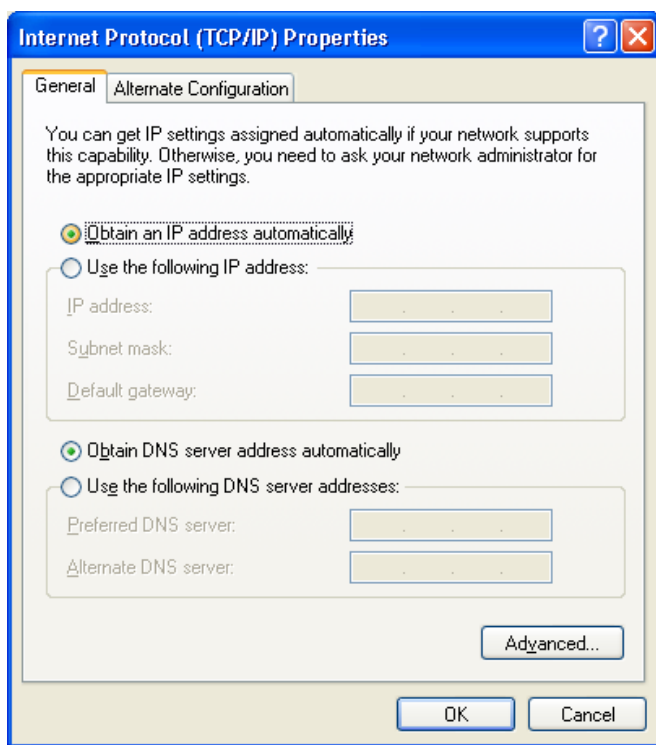 Internet Protocol (TCP/IP) Properties
General
Alternate Configuration
You can get IP settings assigned automatically if your network supports
this capability. Otherwise, you need to ask your network administrator for
the appropriate IP settings.
Obtain an IP address automatically
Use the following IP address:
IP address:
Subnet mask:
Default gateway:
Obtain DNS server address automatically
Use the following DNS server addresses:
Preferred DNS server:
Alternate DNS server:
Advanced...
OK
Cancel